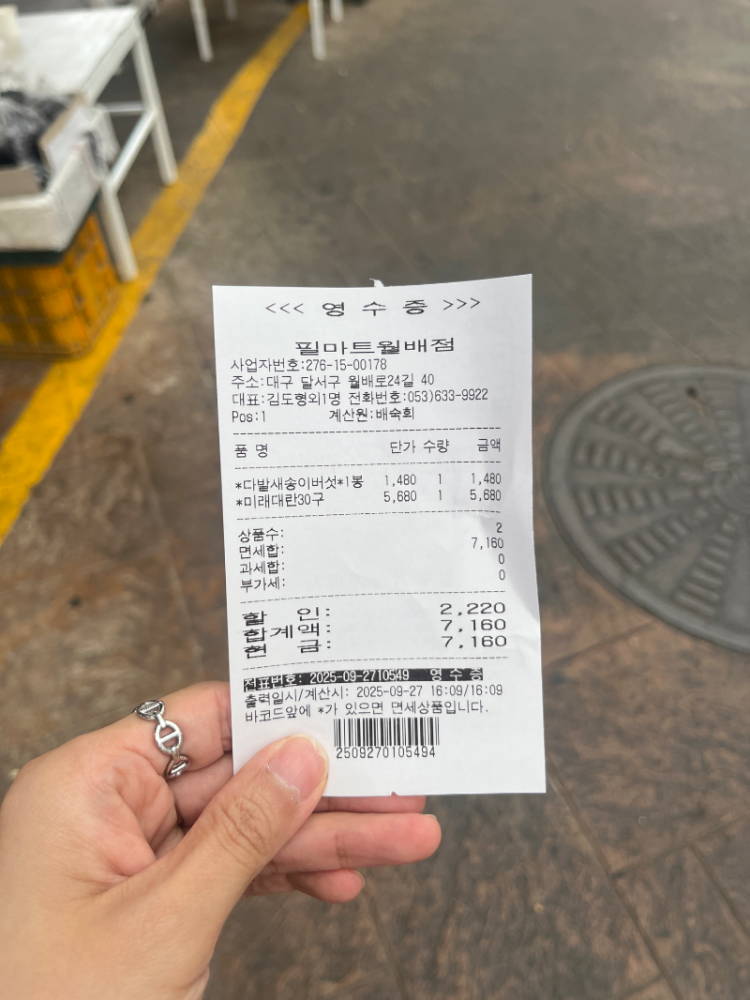 <<< 영 수 증 >>>
필마트월배점
사업자번호:276-15-00178
주소:대구 달서구 월배로24길 40
대표:김도형외1명 전화번호:053)633-9922
Pos:1 계산원:배숙희
품 명 단가 수량 금액
*다발새송이버섯*1봉 1,480 1 1,480
*미래대란30구 5,680 1 5,680
상품수: 2
면세합: 7,160
과세합: 0
부가세: 0
할 인: 2,220
합계액: 7,160
현 금: 7,160
전표번호: 2025-09-2710549 영수증
출력일시/계산시: 2025-09-27 16:09/16:09
바코드앞에 *가 있으면 면세상품입니다.
2509270105494